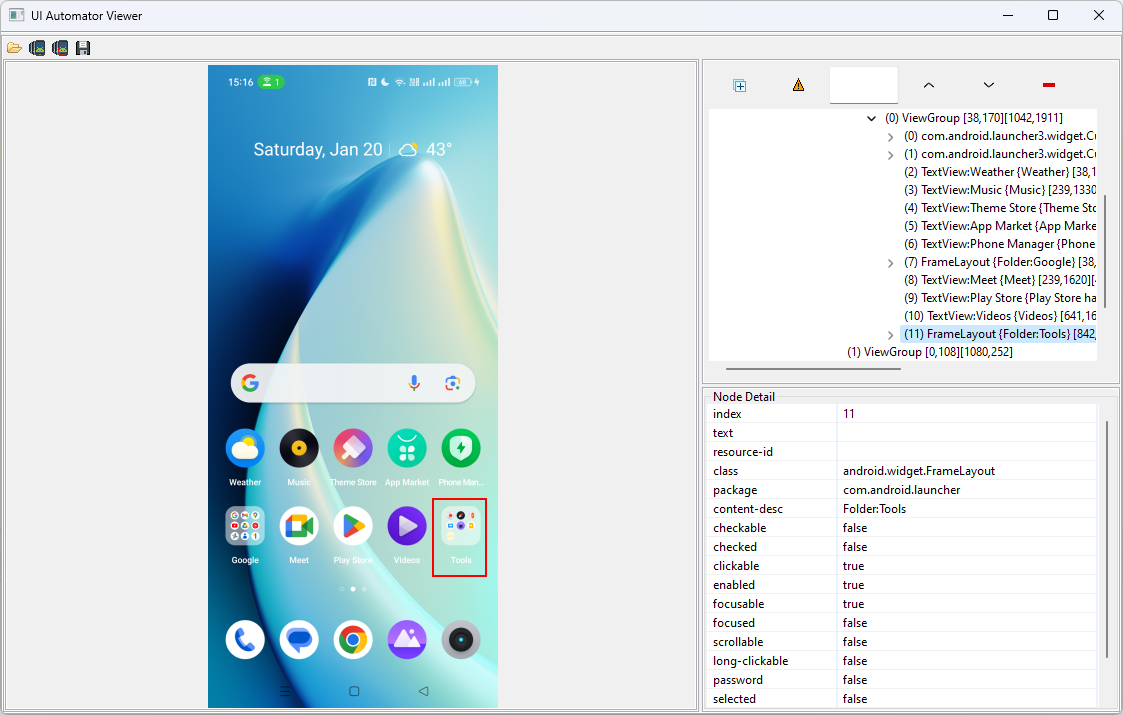 UI Automator Viewer
15:16
1
Saturday, Jan 20
43°
Weather
Music
Theme Store
App Market
Phone Man...
Google
Meet
Play Store
Videos
Tools
(0) ViewGroup [38,170][1042,1911]
(0) com.android.launcher3.widget.Cu
(1) com.android.launcher3.widget.Cu
(2) TextView:Weather {Weather} [38,1
(3) TextView:Music {Music} [239,1330
(4) TextView:Theme Store {Theme Sto
(5) TextView:App Market {App Marke
(6) TextView:Phone Manager {Phone
(7) FrameLayout {Folder:Google} [38,
(8) TextView:Meet {Meet} [239,1620][
(9) TextView:Play Store {Play Store ha
(10) TextView:Videos {Videos} [641,16
(11) FrameLayout {Folder:Tools} [842,
(1) ViewGroup [0,108][1080,252]
Node Detail
index 11
text
resource-id
class android.widget.FrameLayout
package com.android.launcher
content-desc Folder:Tools
checkable false
checked false
clickable true
enabled true
focusable true
focused false
scrollable false
long-clickable false
password false
selected false